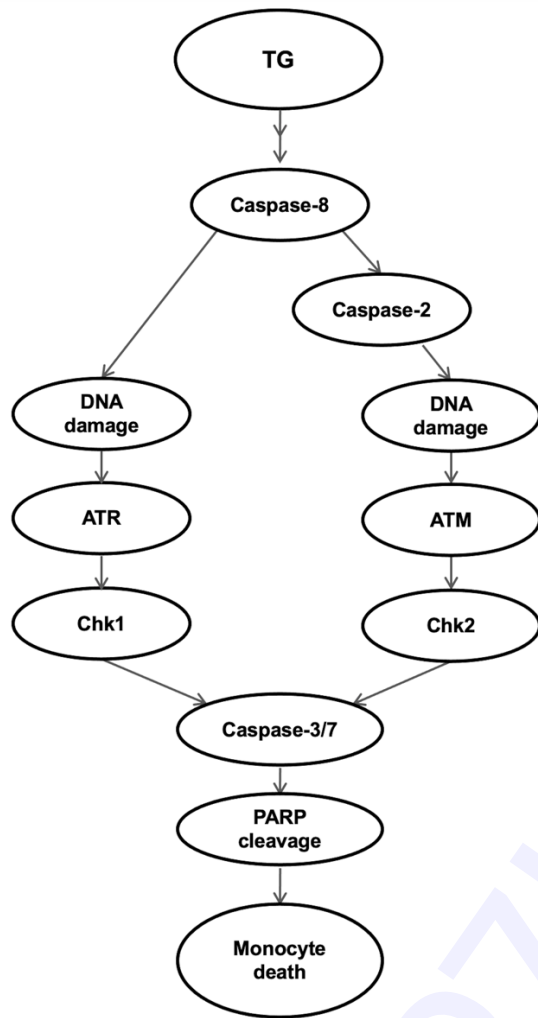 TG
Caspase-8
Caspase-2
DNA
damage
DNA
damage
ATR
ATM
Chk1
Chk2
Caspase-3/7
PARP
cleavage
Monocyte
death